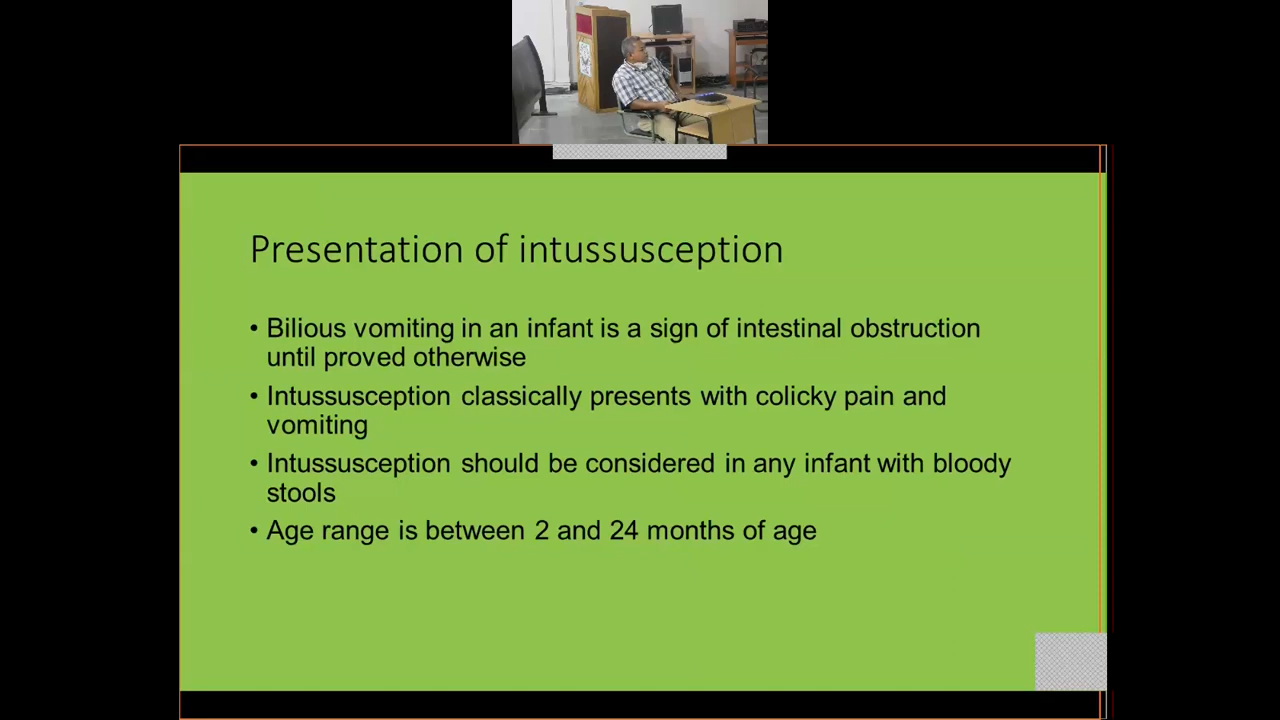 Presentation of intussusception
• Bilious vomiting in an infant is a sign of intestinal obstruction
until proved otherwise
• Intussusception classically presents with colicky pain and
vomiting
• Intussusception should be considered in any infant with bloody
stools
• Age range is between 2 and 24 months of age